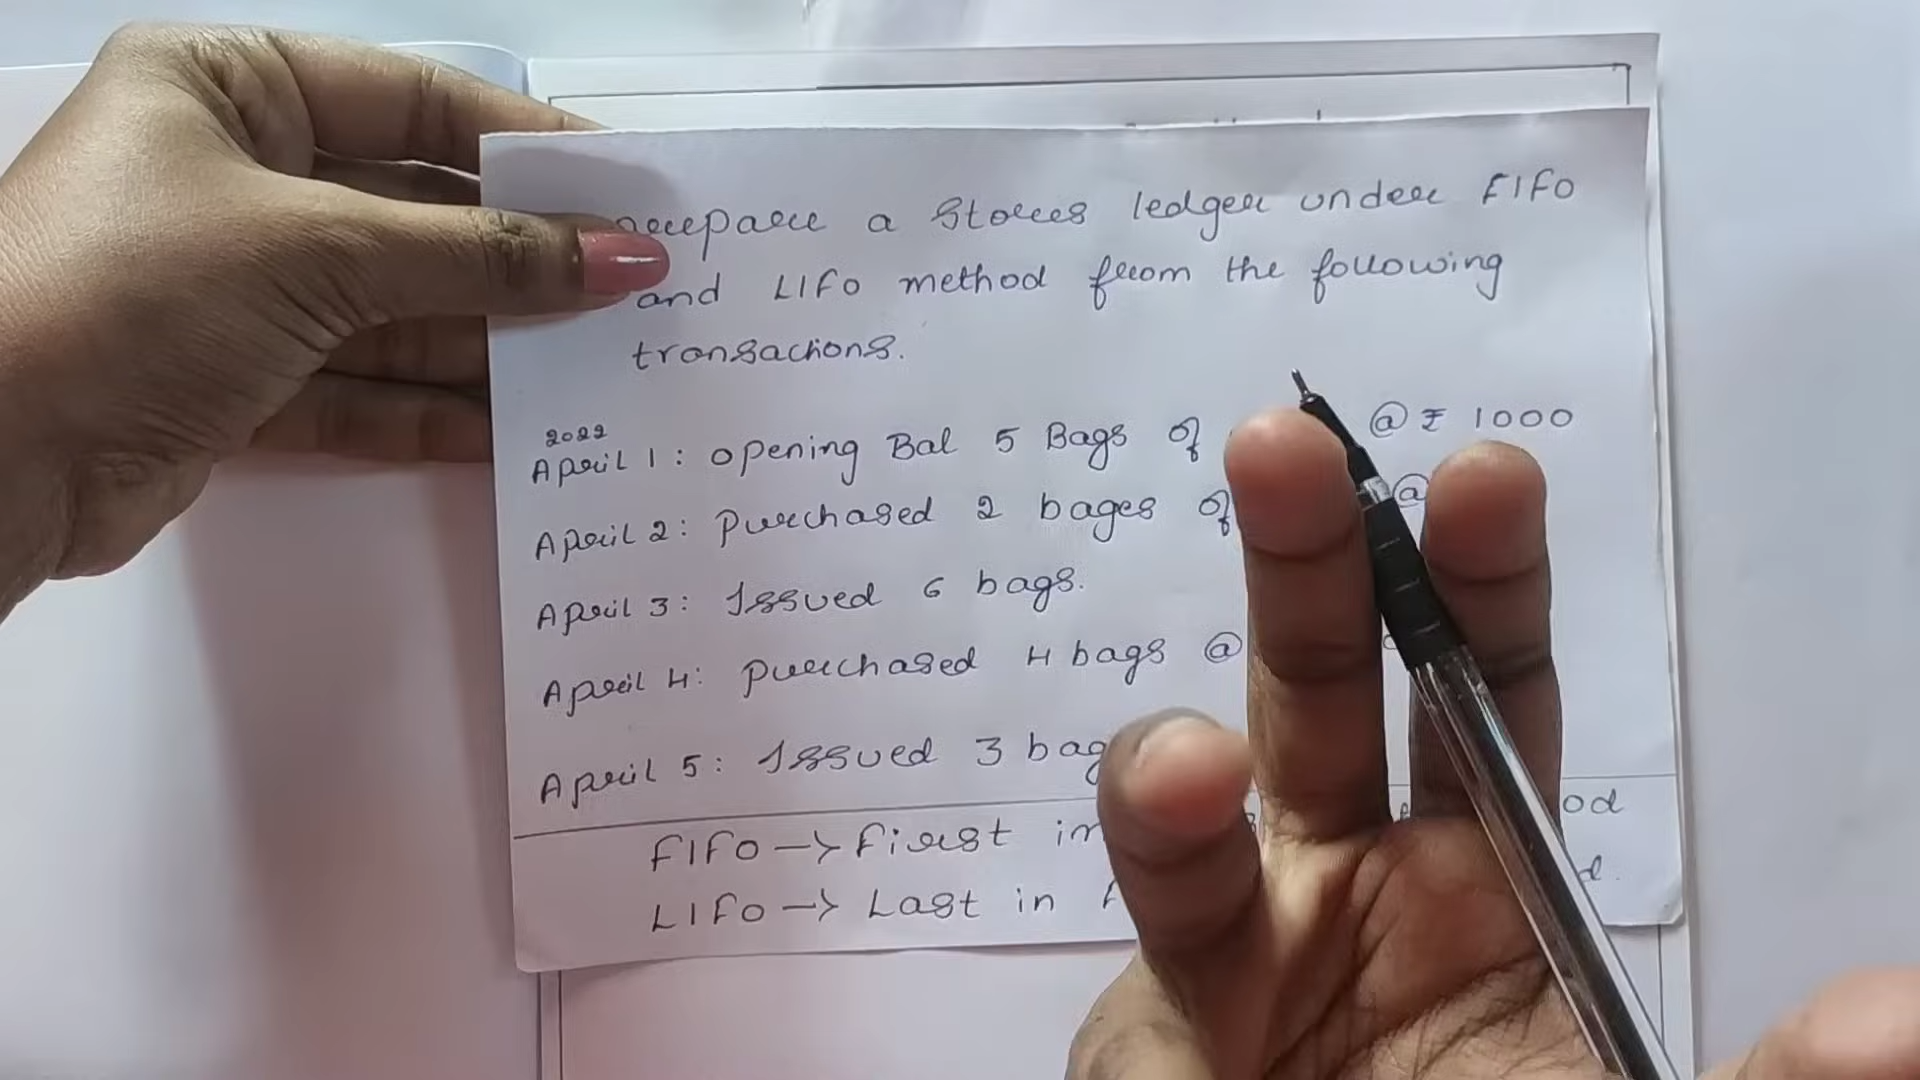 prepare a stores ledger under FIFO
and LIFO method from the following
transactions.
2022
April 1: opening Bal 5 Bags of @ ₹ 1000
April 2: purchased 2 bages of @
April 3: Issued 6 bags.
April 4: purchased 4 bags @
April 5: Issued 3
FIFO → First in
LIFO → Last in